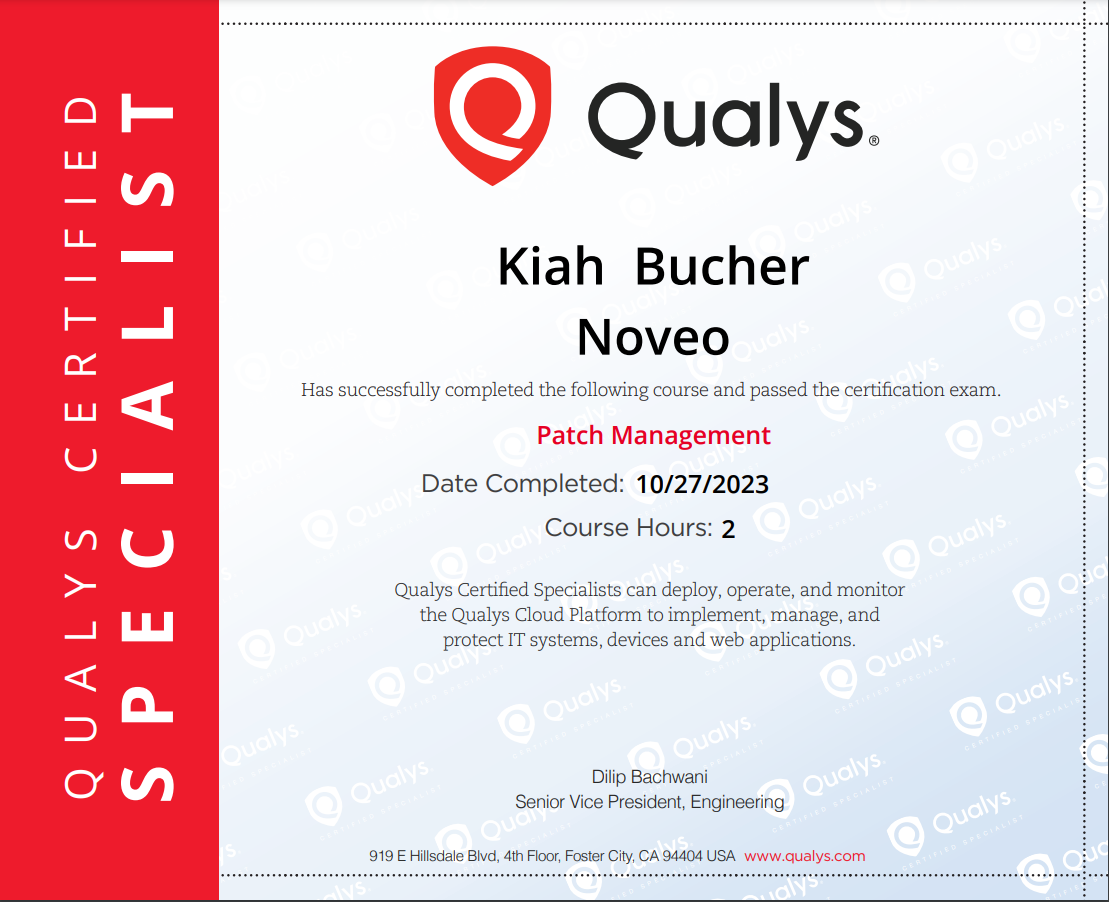 QUALYS CERTIFIED
SPECIALIST
Qualys®
Kiah Bucher
Noveo
Has successfully completed the following course and passed the certification exam.
Patch Management
Date Completed: 10/27/2023
Course Hours: 2
Qualys Certified Specialists can deploy, operate, and monitor
the Qualys Cloud Platform to implement, manage, and
protect IT systems, devices and web applications.
Dilip Bachwani
Senior Vice President, Engineering
919 E Hillsdale Blvd, 4th Floor, Foster City, CA 94404 USA www.qualys.com